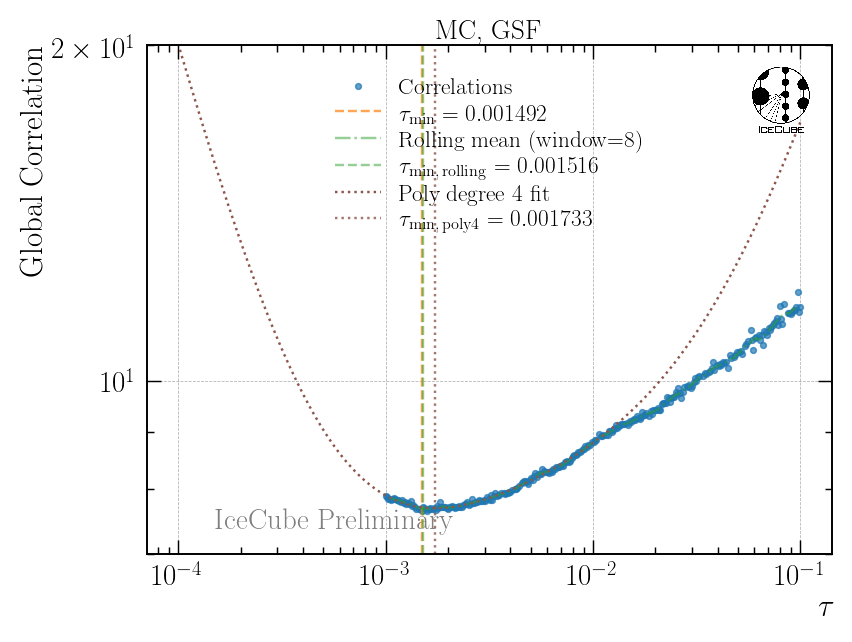 MC, GSF
Global Correlation
2 × 10¹
10¹
Correlations
τ_min = 0.001492
Rolling mean (window=8)
τ_min, rolling = 0.001516
Poly degree 4 fit
τ_min, poly4 = 0.001733
ICECUBE
IceCube Preliminary
10⁻⁴ 10⁻³ 10⁻² 10⁻¹
τ